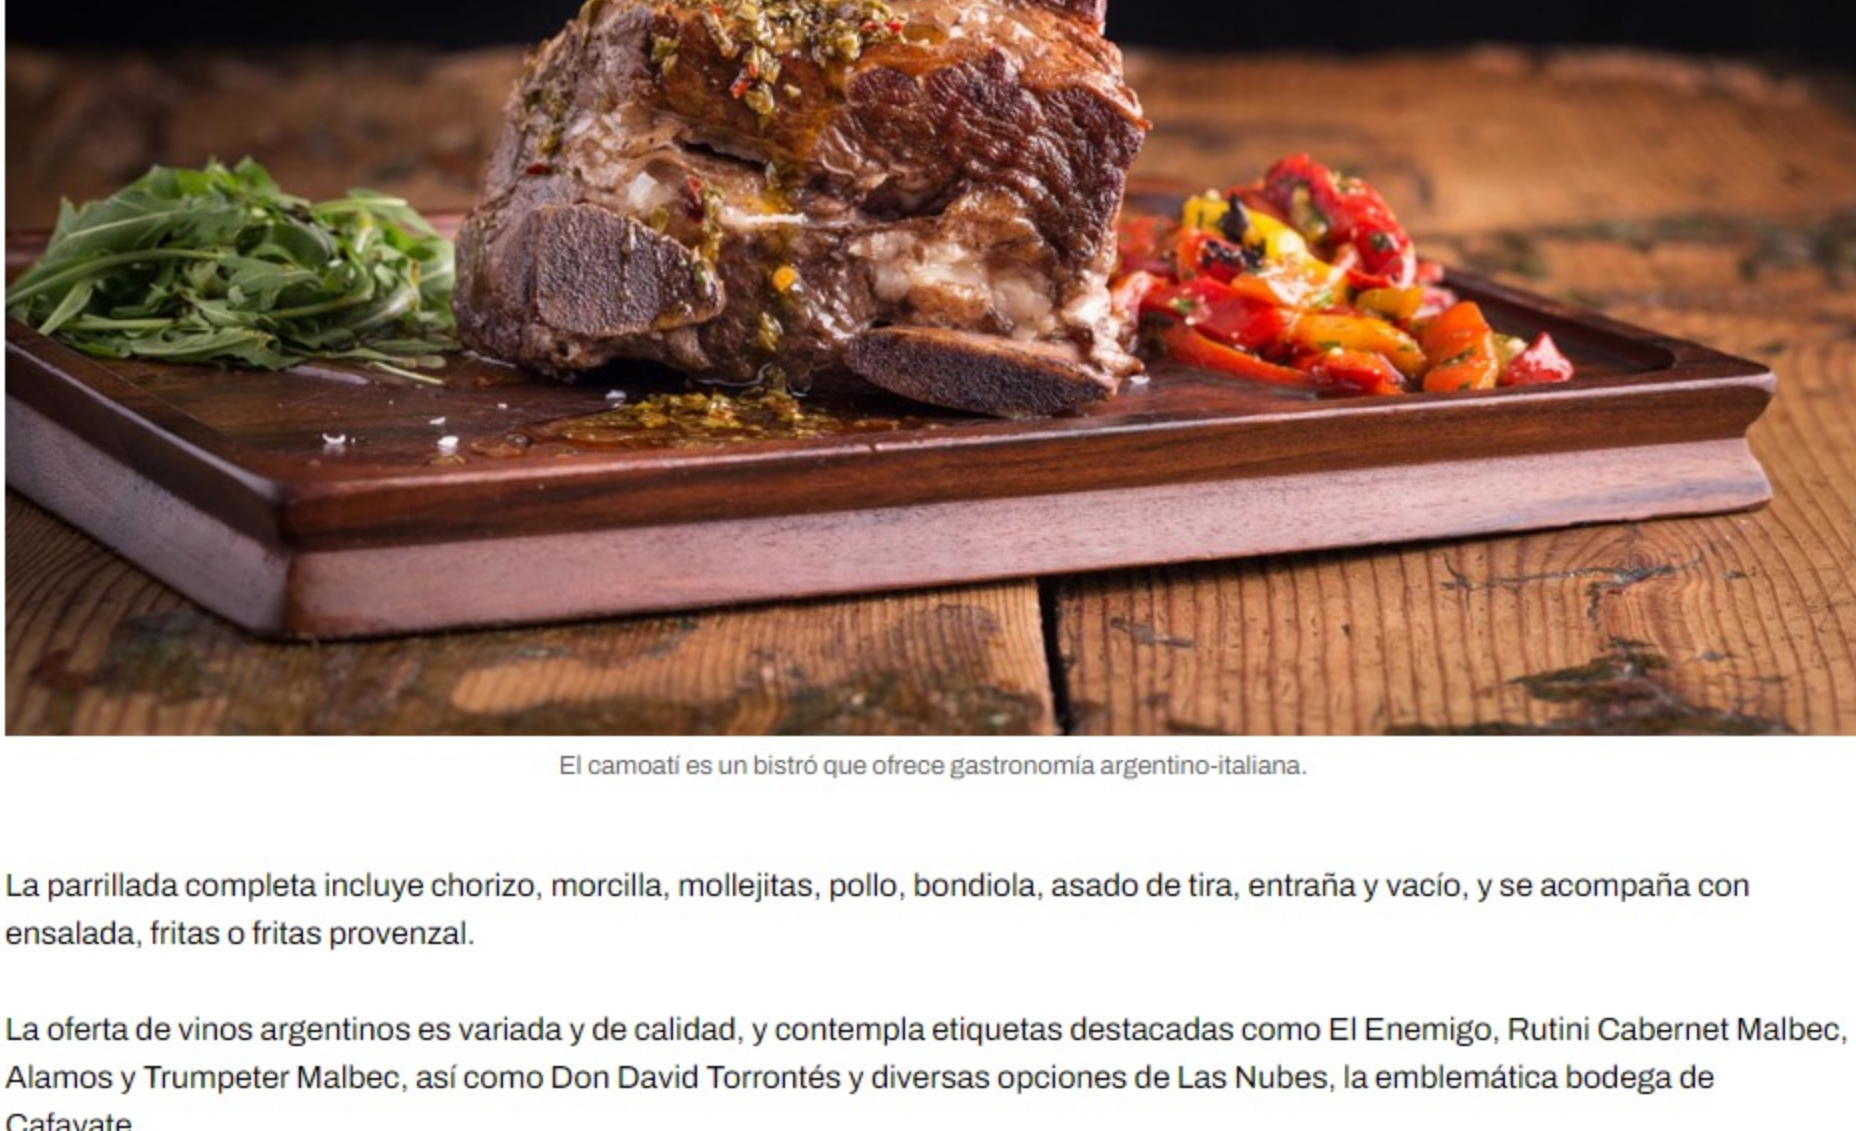 El camoatí es un bistró que ofrece gastronomía argentino-italiana.
La parrillada completa incluye chorizo, morcilla, mollejitas, pollo, bondiola, asado de tira, entraña y vacío, y se acompaña con
ensalada, fritas o fritas provenzal.
La oferta de vinos argentinos es variada y de calidad, y contempla etiquetas destacadas como El Enemigo, Rutini Cabernet Malbec,
Alamos y Trumpeter Malbec, así como Don David Torrontés y diversas opciones de Las Nubes, la emblemática bodega de
Cafayate.